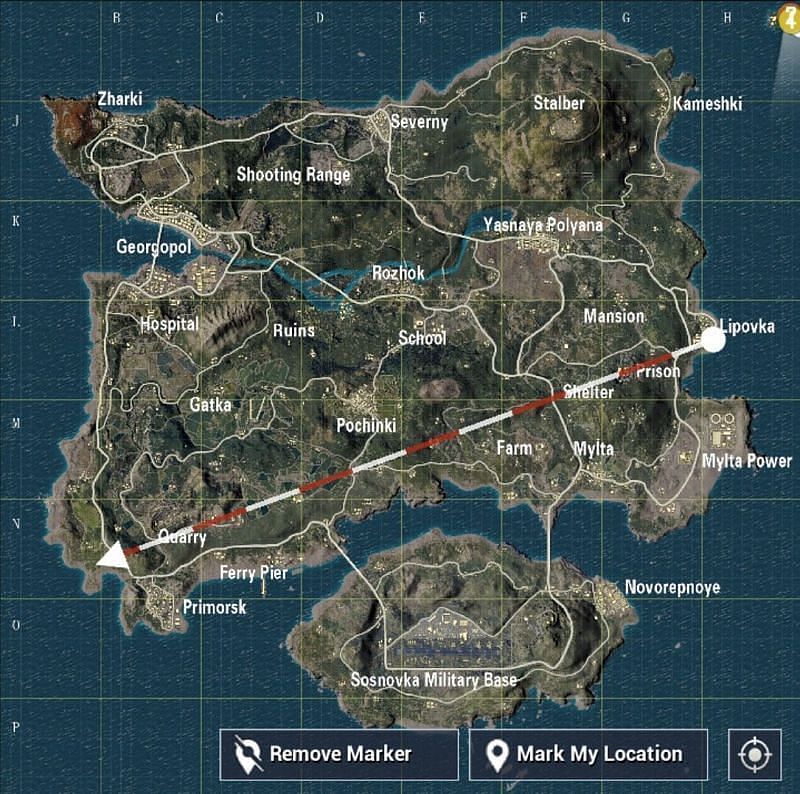 B C D E F G H
Zharki
Stalber
Kameshki
J
Severny
Shooting Range
K
Yasnaya Polyana
Georgopol
Rozhok
L
Hospital
Ruins
School
Mansion
Lipovka
Prison
Gatka
Shelter
M
Pochinki
Farm
Mylta
Mylta Power
N
Quarry
Ferry Pier
Novorepnoye
Primorsk
O
Sosnovka Military Base
P
Remove Marker
Mark My Location